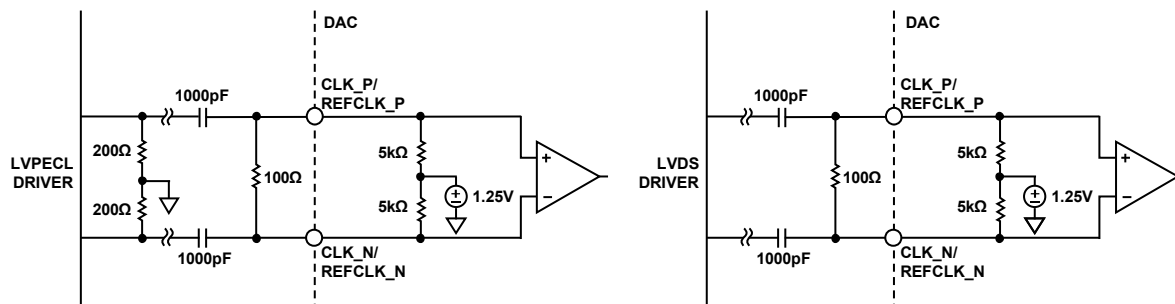 DAC
CLK_P/
REFCLK_P
1000pF
200Ω
5kΩ
LVPECL
DRIVER
100Ω
1.25V
200Ω
5kΩ
1000pF
CLK_N/
REFCLK_N
DAC
CLK_P/
REFCLK_P
1000pF
5kΩ
LVDS
DRIVER
100Ω
1.25V
5kΩ
1000pF
CLK_N/
REFCLK_N